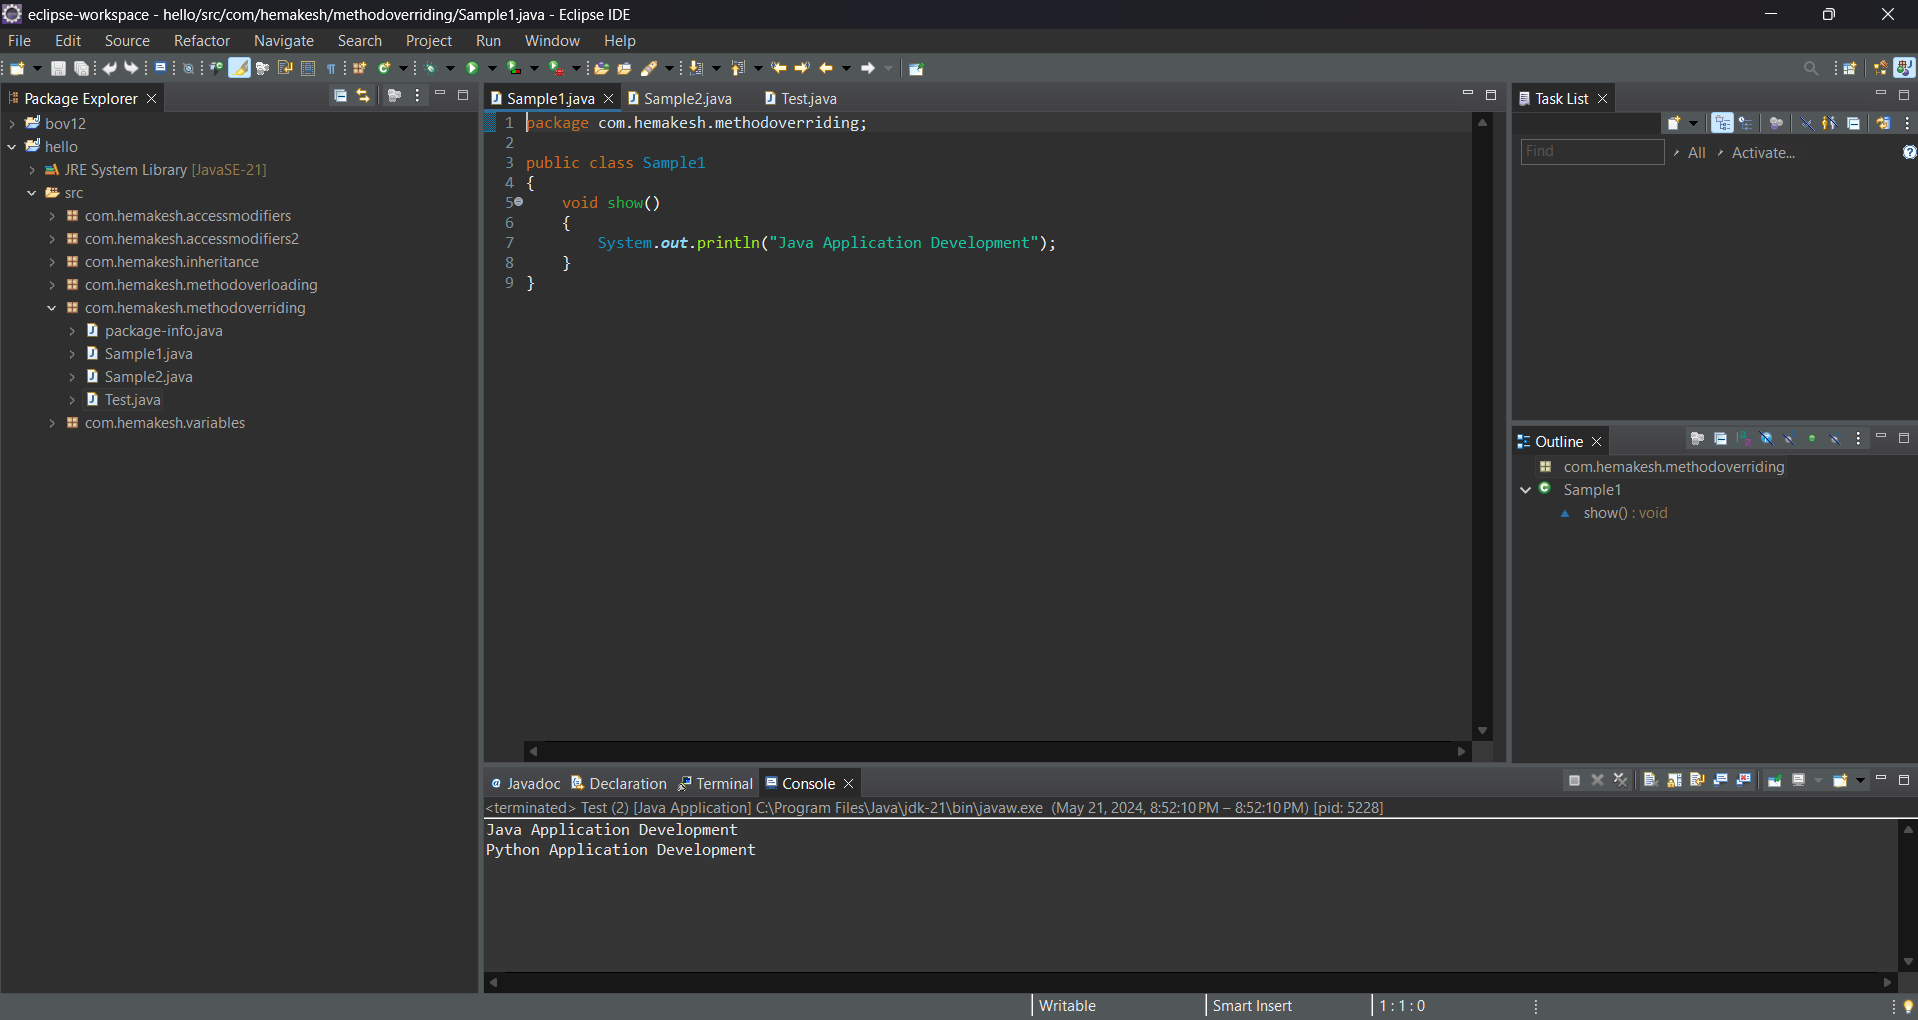 eclipse-workspace - hello/src/com/hemakesh/methodoverriding/Sample1.java - Eclipse IDE
File Edit Source Refactor Navigate Search Project Run Window Help
Package Explorer
bov12
hello
JRE System Library [JavaSE-21]
src
com.hemakesh.accessmodifiers
com.hemakesh.accessmodifiers2
com.hemakesh.inheritance
com.hemakesh.methodoverloading
com.hemakesh.methodoverriding
package-info.java
Sample1.java
Sample2.java
Test.java
com.hemakesh.variables
Sample1.java Sample2.java Test.java
1 package com.hemakesh.methodoverriding;
2
3 public class Sample1
4 {
5 void show()
6 {
7 System.out.println("Java Application Development");
8 }
9 }
Task List
Find All Activate...
Outline
com.hemakesh.methodoverriding
Sample1
show() : void
Javadoc Declaration Terminal Console
<terminated> Test (2) [Java Application] C:\Program Files\Java\jdk-21\bin\javaw.exe (May 21, 2024, 8:52:10 PM – 8:52:10 PM) [pid: 5228]
Java Application Development
Python Application Development
Writable Smart Insert 1 : 1 : 0